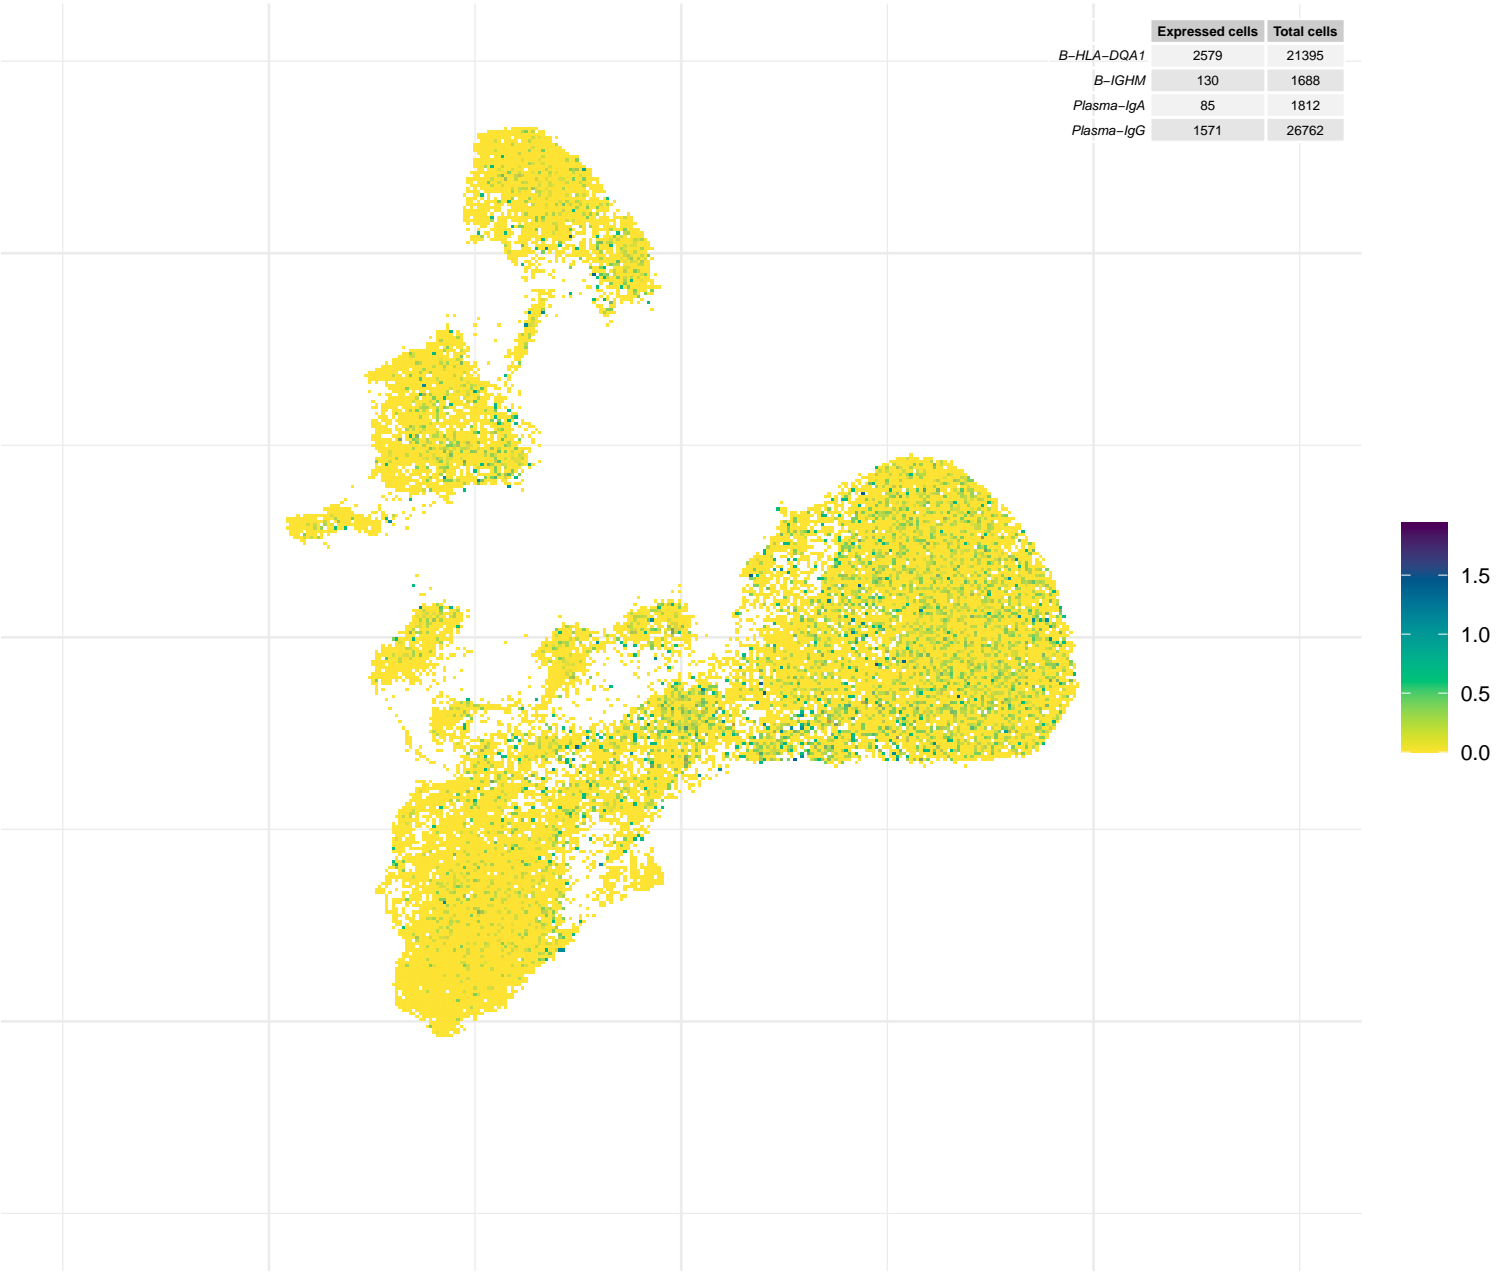 Expressed cells Total cells
B−HLA−DQA1 2579 21395
B−IGHM 130 1688
Plasma−IgA 85 1812
Plasma−IgG 1571 26762
1.5
1.0
0.5
0.0